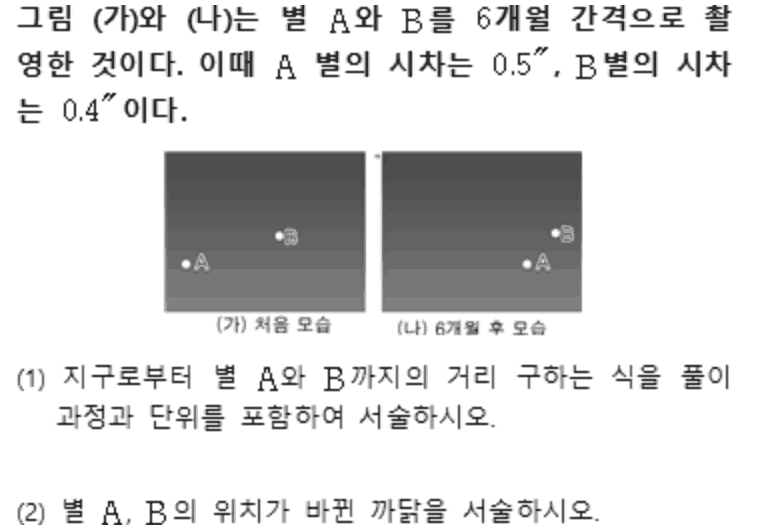 그림 (가)와 (나)는 별 A와 B를 6개월 간격으로 촬
영한 것이다. 이때 A 별의 시차는 0.5″, B별의 시차
는 0.4″이다.
B
A
B
A
(가) 처음 모습
(나) 6개월 후 모습
(1) 지구로부터 별 A와 B까지의 거리 구하는 식을 풀이
과정과 단위를 포함하여 서술하시오.
(2) 별 A, B의 위치가 바뀐 까닭을 서술하시오.